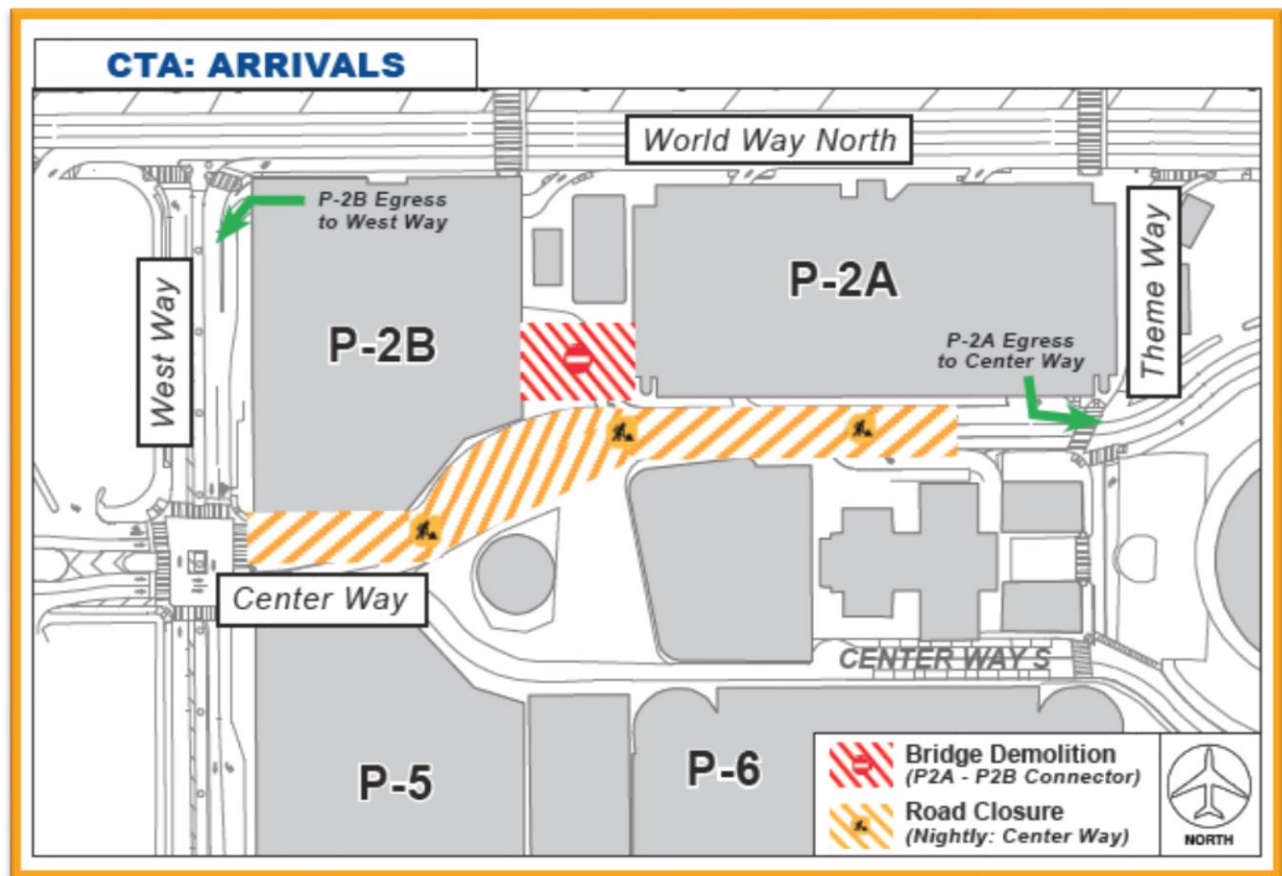 CTA: ARRIVALS
World Way North
P-2B Egress
to West Way
P-2A
Theme Way
West Way
P-2B
P-2A Egress
to Center Way
Center Way
CENTER WAY S
P-5
P-6
Bridge Demolition
(P2A - P2B Connector)
Road Closure
(Nightly: Center Way)
NORTH